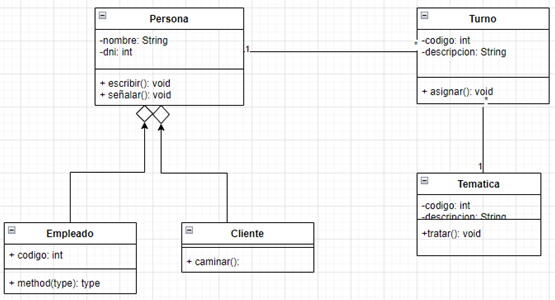 Persona
-nombre: String
-dni: int
+ escribir(): void
+ señalar(): void
1
*
Turno
-codigo: int
-descripcion: String
+ asignar(): void
*
1
Tematica
-codigo: int
-descripcion: String
+tratar(): void
Empleado
+ codigo: int
+ method(type): type
Cliente
+ caminar():